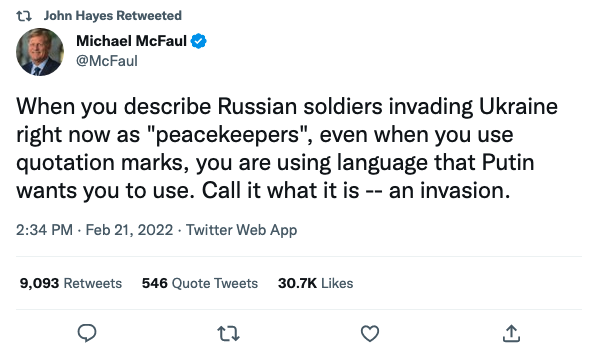 John Hayes Retweeted
Michael McFaul
@McFaul
When you describe Russian soldiers invading Ukraine
right now as "peacekeepers", even when you use
quotation marks, you are using language that Putin
wants you to use. Call it what it is -- an invasion.
2:34 PM · Feb 21, 2022 · Twitter Web App
9,093 Retweets 546 Quote Tweets 30.7K Likes